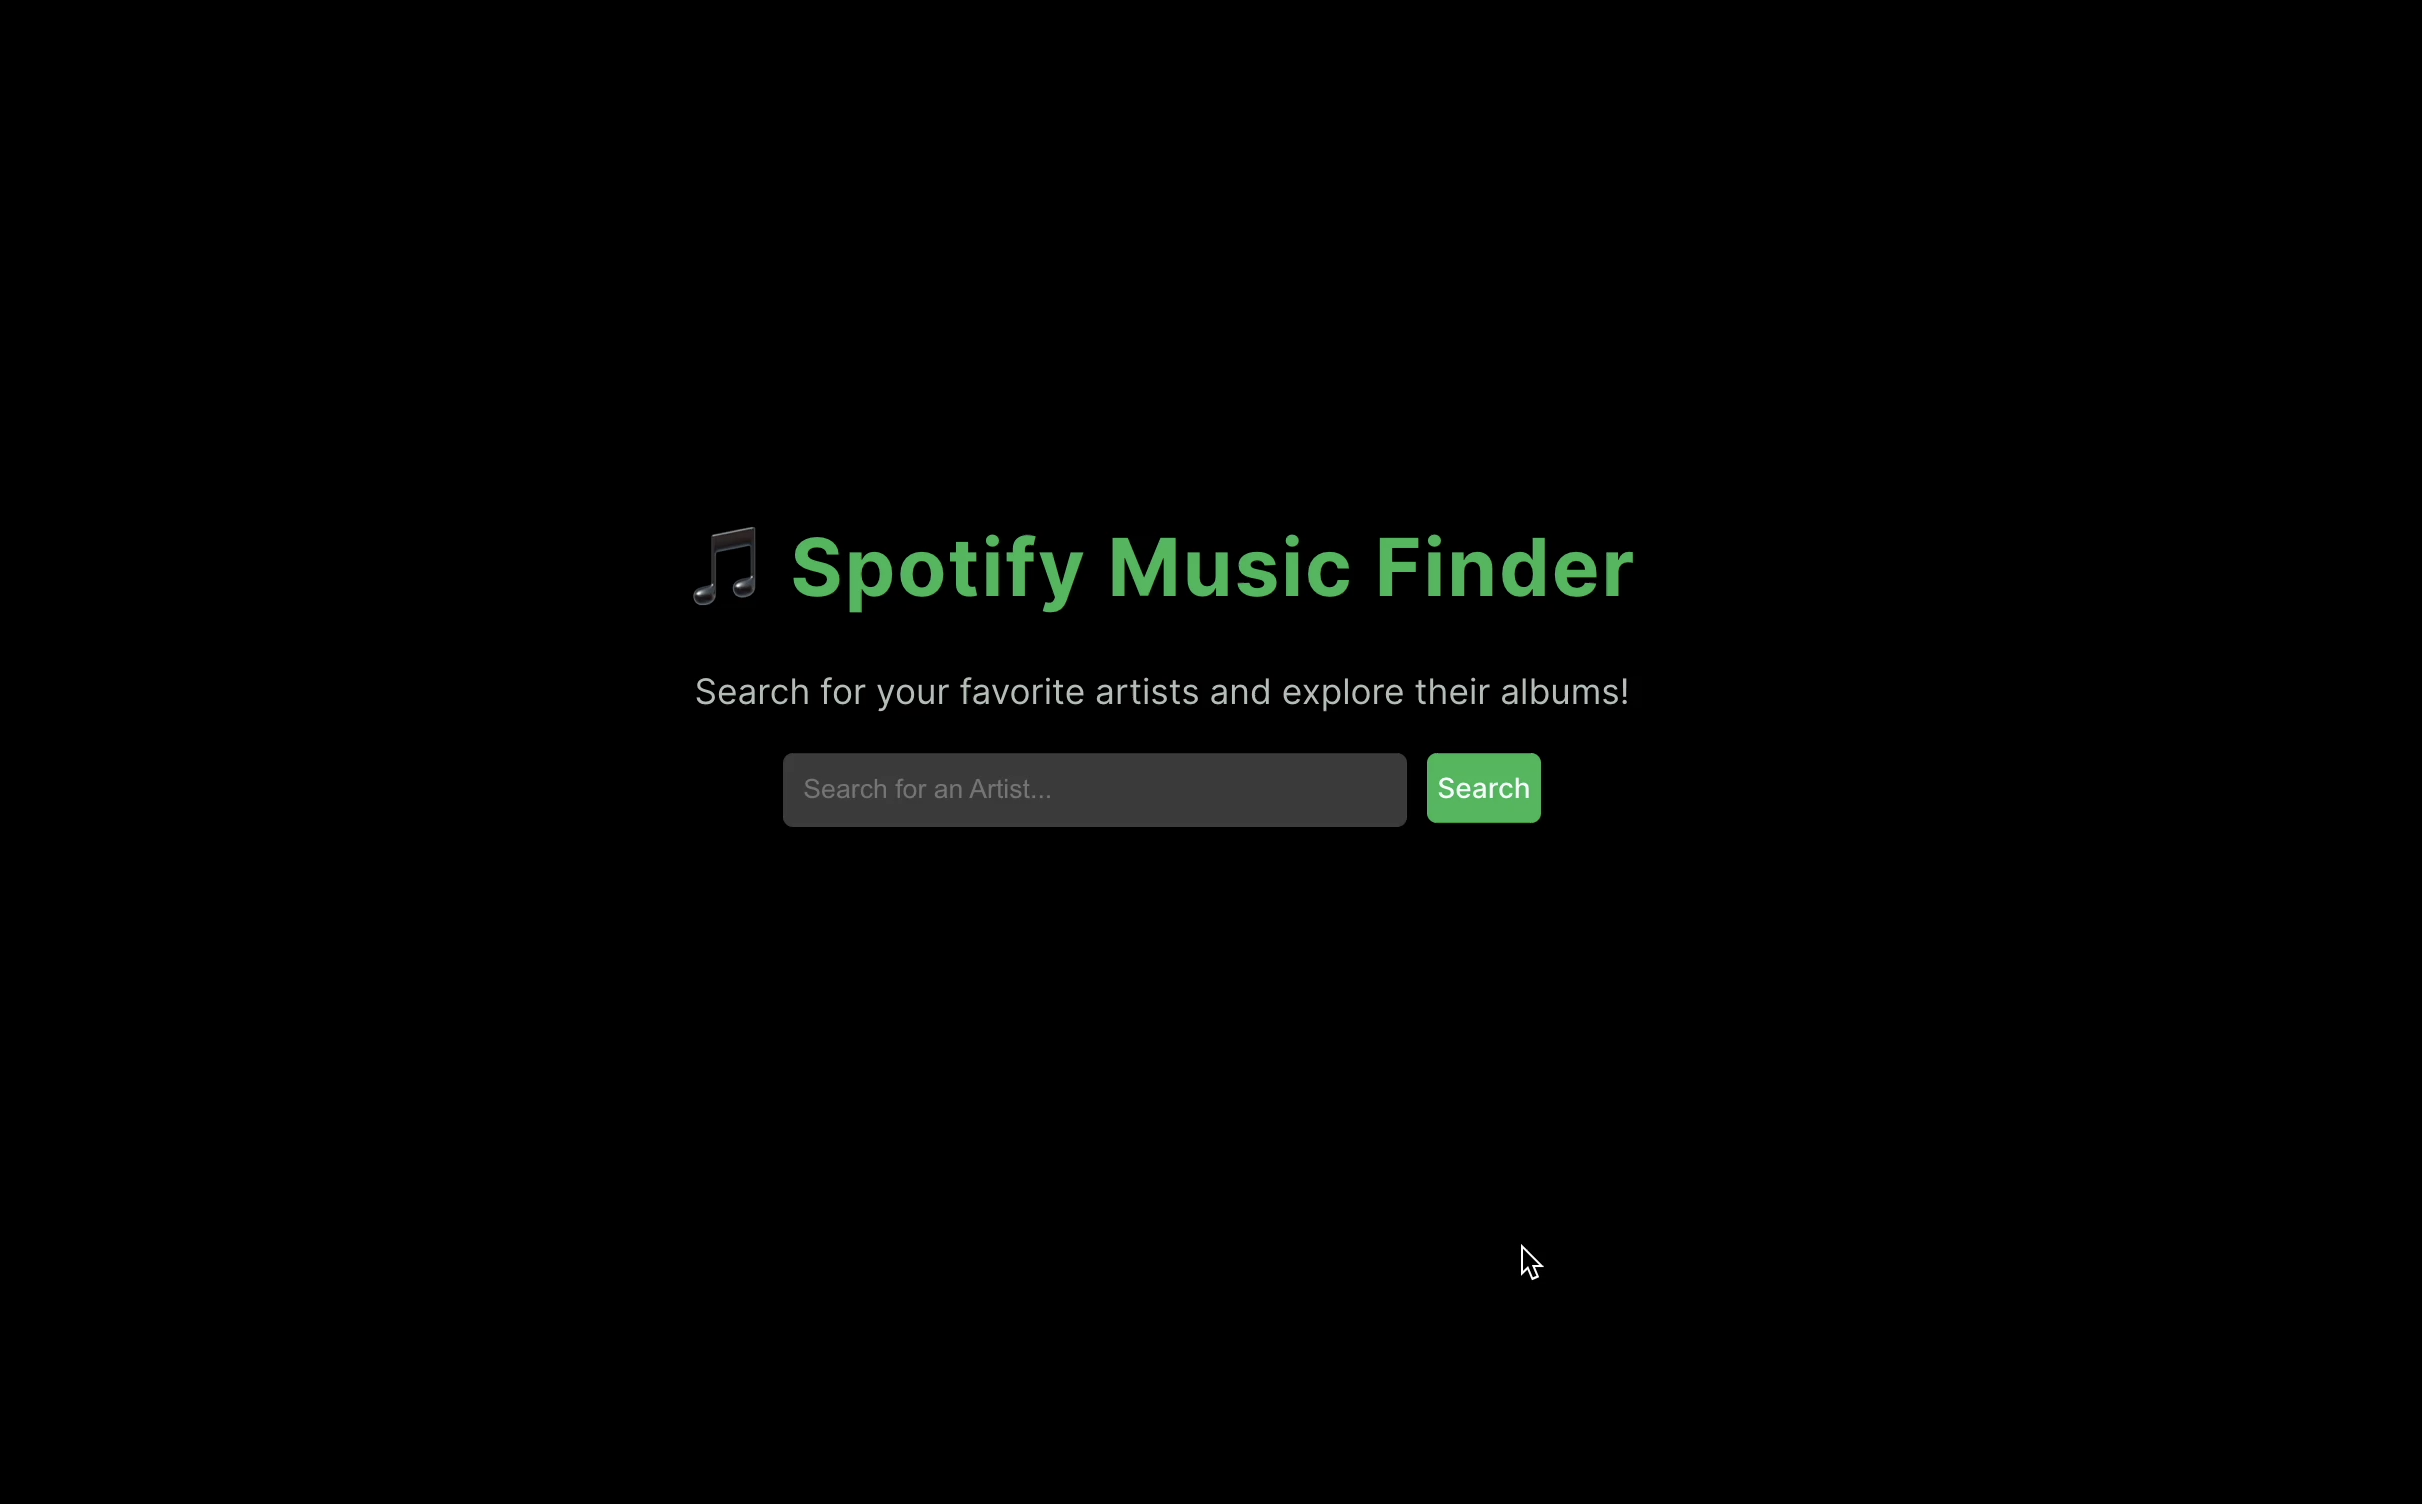 🎵 Spotify Music Finder
Search for your favorite artists and explore their albums!
Search for an Artist...
Search